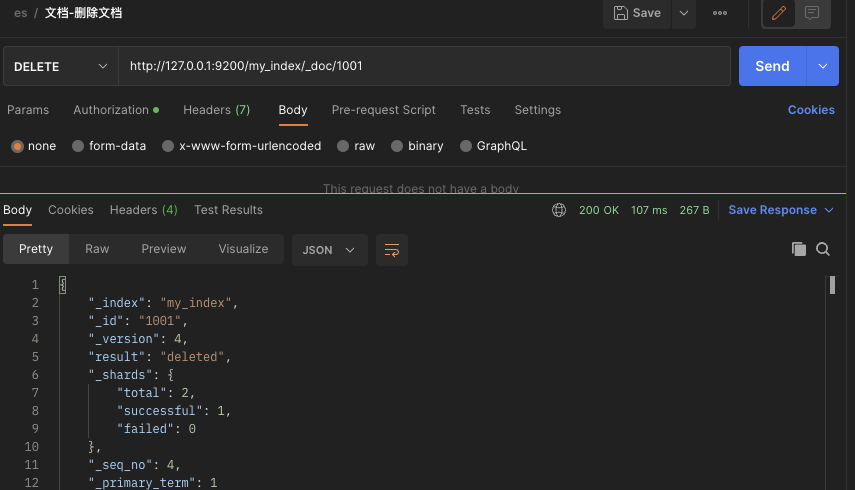 es / 文档-删除文档 Save
DELETE http://127.0.0.1:9200/my_index/_doc/1001 Send
Params Authorization Headers (7) Body Pre-request Script Tests Settings Cookies
none form-data x-www-form-urlencoded raw binary GraphQL
This request does not have a body
Body Cookies Headers (4) Test Results 200 OK 107 ms 267 B Save Response
Pretty Raw Preview Visualize JSON
1 {
2 "_index": "my_index",
3 "_id": "1001",
4 "_version": 4,
5 "result": "deleted",
6 "_shards": {
7 "total": 2,
8 "successful": 1,
9 "failed": 0
10 },
11 "_seq_no": 4,
12 "_primary_term": 1